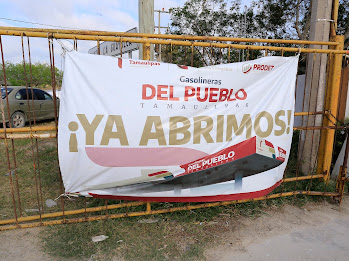 Tamaulipas
PRODET
Gasolineras
DEL PUEBLO
TAMAULIPAS
¡YA ABRIMOS!
DEL PUEBLO